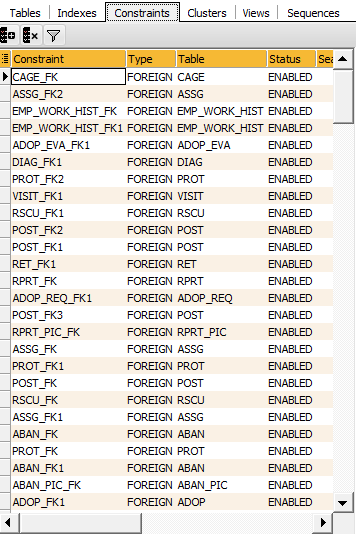 Tables Indexes Constraints Clusters Views Sequences
Constraint Type Table Status Sea
CAGE_FK FOREIGN CAGE ENABLED
ASSG_FK2 FOREIGN ASSG ENABLED
EMP_WORK_HIST_FK FOREIGN EMP_WORK_HIST ENABLED
EMP_WORK_HIST_FK1 FOREIGN EMP_WORK_HIST ENABLED
ADOP_EVA_FK1 FOREIGN ADOP_EVA ENABLED
DIAG_FK1 FOREIGN DIAG ENABLED
PROT_FK2 FOREIGN PROT ENABLED
VISIT_FK1 FOREIGN VISIT ENABLED
RSCU_FK1 FOREIGN RSCU ENABLED
POST_FK2 FOREIGN POST ENABLED
POST_FK1 FOREIGN POST ENABLED
RET_FK1 FOREIGN RET ENABLED
RPRT_FK FOREIGN RPRT ENABLED
ADOP_REQ_FK1 FOREIGN ADOP_REQ ENABLED
POST_FK3 FOREIGN POST ENABLED
RPRT_PIC_FK FOREIGN RPRT_PIC ENABLED
ASSG_FK FOREIGN ASSG ENABLED
PROT_FK1 FOREIGN PROT ENABLED
POST_FK FOREIGN POST ENABLED
RSCU_FK FOREIGN RSCU ENABLED
ASSG_FK1 FOREIGN ASSG ENABLED
ABAN_FK FOREIGN ABAN ENABLED
PROT_FK FOREIGN PROT ENABLED
ABAN_FK1 FOREIGN ABAN ENABLED
ABAN_PIC_FK FOREIGN ABAN_PIC ENABLED
ADOP_FK1 FOREIGN ADOP ENABLED